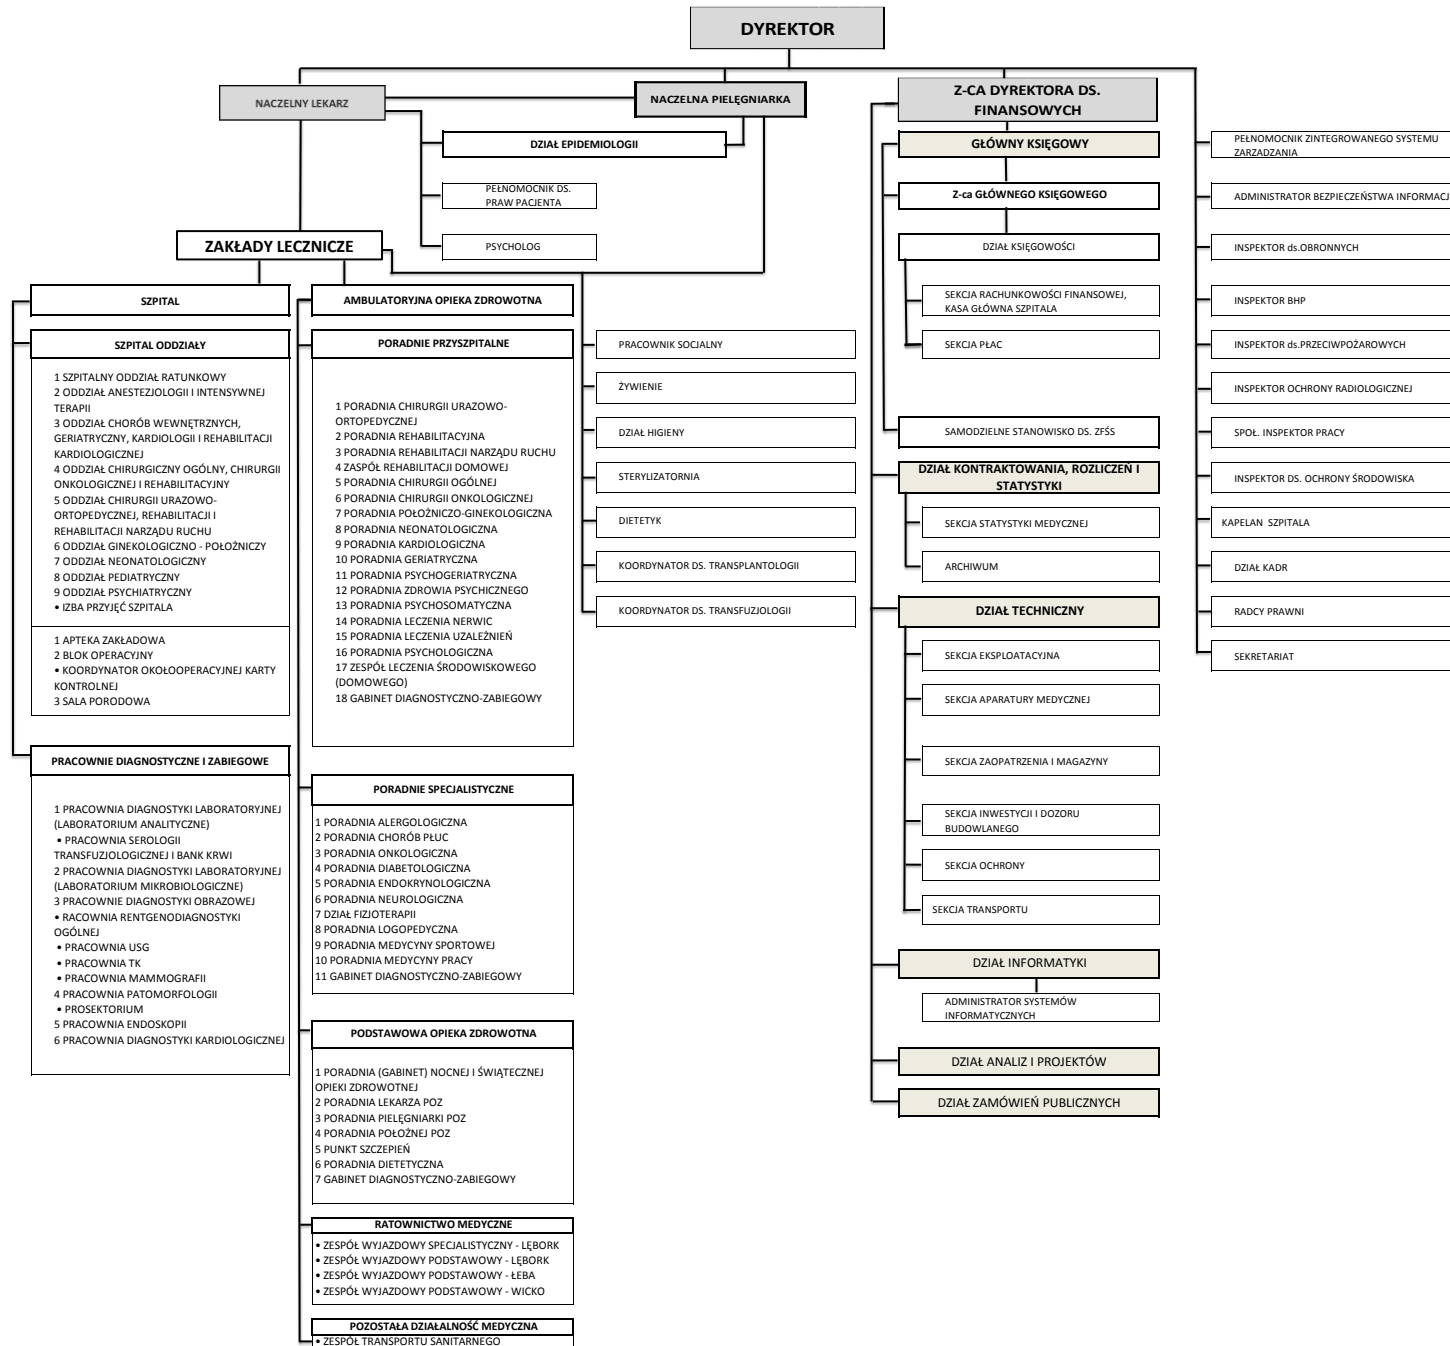 DYREKTOR
NACZELNY LEKARZ
NACZELNA PIELĘGNIARKA
Z-CA DYREKTORA DS.
FINANSOWYCH
DZIAŁ EPIDEMIOLOGII
PEŁNOMOCNIK DS.
PRAW PACJENTA
PSYCHOLOG
ZAKŁADY LECZNICZE
SZPITAL
SZPITAL ODDZIAŁY
1 SZPITALNY ODDZIAŁ RATUNKOWY
2 ODDZIAŁ ANESTEZJOLOGII I INTENSYWNEJ
TERAPII
3 ODDZIAŁ CHORÓB WEWNĘTRZNYCH,
GERIATRYCZNY, KARDIOLOGII I REHABILITACJI
KARDIOLOGICZNEJ
4 ODDZIAŁ CHIRURGICZNY OGÓLNY, CHIRURGII
ONKOLOGICZNEJ I REHABILITACYJNY
5 ODDZIAŁ CHIRURGII URAZOWO-
ORTOPEDYCZNEJ, REHABILITACJI I
REHABILITACJI NARZĄDU RUCHU
6 ODDZIAŁ GINEKOLOGICZNO - POŁOŻNICZY
7 ODDZIAŁ NEONATOLOGICZNY
8 ODDZIAŁ PEDIATRYCZNY
9 ODDZIAŁ PSYCHIATRYCZNY
• IZBA PRZYJĘĆ SZPITALA
1 APTEKA ZAKŁADOWA
2 BLOK OPERACYJNY
• KOORDYNATOR OKOŁOOPERACYJNEJ KARTY
KONTROLNEJ
3 SALA PORODOWA
PRACOWNIE DIAGNOSTYCZNE I ZABIEGOWE
1 PRACOWNIA DIAGNOSTYKI LABORATORYJNEJ
(LABORATORIUM ANALITYCZNE)
• PRACOWNIA SEROLOGII
TRANSFUZJOLOGICZNEJ I BANK KRWI
2 PRACOWNIA DIAGNOSTYKI LABORATORYJNEJ
(LABORATORIUM MIKROBIOLOGICZNE)
3 PRACOWNIE DIAGNOSTYKI OBRAZOWEJ
• RACOWNIA RENTGENODIAGNOSTYKI
OGÓLNEJ
• PRACOWNIA USG
• PRACOWNIA TK
• PRACOWNIA MAMMOGRAFII
4 PRACOWNIA PATOMORFOLOGII
• PROSEKTORIUM
5 PRACOWNIA ENDOSKOPII
6 PRACOWNIA DIAGNOSTYKI KARDIOLOGICZNEJ
AMBULATORYJNA OPIEKA ZDROWOTNA
PORADNIE PRZYSZPITALNE
1 PORADNIA CHIRURGII URAZOWO-
ORTOPEDYCZNEJ
2 PORADNIA REHABILITACYJNA
3 PORADNIA REHABILITACJI NARZĄDU RUCHU
4 ZASPÓŁ REHABILITACJI DOMOWEJ
5 PORADNIA CHIRURGII OGÓLNEJ
6 PORADNIA CHIRURGII ONKOLOGICZNEJ
7 PORADNIA POŁOŻNICZO-GINEKOLOGICZNA
8 PORADNIA NEONATOLOGICZNA
9 PORADNIA KARDIOLOGICZNA
10 PORADNIA GERIATRYCZNA
11 PORADNIA PSYCHOGERIATRYCZNA
12 PORADNIA ZDROWIA PSYCHICZNEGO
13 PORADNIA PSYCHOSOMATYCZNA
14 PORADNIA LECZENIA NERWIC
15 PORADNIA LECZENIA UZALEŻNIEŃ
16 PORADNIA PSYCHOLOGICZNA
17 ZESPÓŁ LECZENIA ŚRODOWISKOWEGO
(DOMOWEGO)
18 GABINET DIAGNOSTYCZNO-ZABIEGOWY
PORADNIE SPECJALISTYCZNE
1 PORADNIA ALERGOLOGICZNA
2 PORADNIA CHORÓB PŁUC
3 PORADNIA ONKOLOGICZNA
4 PORADNIA DIABETOLOGICZNA
5 PORADNIA ENDOKRYNOLOGICZNA
6 PORADNIA NEUROLOGICZNA
7 DZIAŁ FIZJOTERAPII
8 PORADNIA LOGOPEDYCZNA
9 PORADNIA MEDYCYNY SPORTOWEJ
10 PORADNIA MEDYCYNY PRACY
11 GABINET DIAGNOSTYCZNO-ZABIEGOWY
PODSTAWOWA OPIEKA ZDROWOTNA
1 PORADNIA (GABINET) NOCNEJ I ŚWIĄTECZNEJ
OPIEKI ZDROWOTNEJ
2 PORADNIA LEKARZA POZ
3 PORADNIA PIELĘGNIARKI POZ
4 PORADNIA POŁOŻNEJ POZ
5 PUNKT SZCZEPIEŃ
6 PORADNIA DIETETYCZNA
7 GABINET DIAGNOSTYCZNO-ZABIEGOWY
RATOWNICTWO MEDYCZNE
• ZESPÓŁ WYJAZDOWY SPECJALISTYCZNY - LĘBORK
• ZESPÓŁ WYJAZDOWY PODSTAWOWY - LĘBORK
• ZESPÓŁ WYJAZDOWY PODSTAWOWY - ŁEBA
• ZESPÓŁ WYJAZDOWY PODSTAWOWY - WICKO
POZOSTAŁA DZIAŁALNOŚĆ MEDYCZNA
• ZESPÓŁ TRANSPORTU SANITARNEGO
PRACOWNIK SOCJALNY
ŻYWIENIE
DZIAŁ HIGIENY
STERYLIZATORNIA
DIETETYK
KOORDYNATOR DS. TRANSPLANTOLOGII
KOORDYNATOR DS. TRANSFUZJOLOGII
GŁÓWNY KSIĘGOWY
Z-ca GŁÓWNEGO KSIĘGOWEGO
DZIAŁ KSIĘGOWOŚCI
SEKCJA RACHUNKOWOŚCI FINANSOWEJ,
KASA GŁÓWNA SZPITALA
SEKCJA PŁAC
SAMODZIELNE STANOWISKO DS. ZFŚS
DZIAŁ KONTRAKTOWANIA, ROZLICZEŃ I
STATYSTYKI
SEKCJA STATYSTYKI MEDYCZNEJ
ARCHIWUM
DZIAŁ TECHNICZNY
SEKCJA EKSPLOATACYJNA
SEKCJA APARATURY MEDYCZNEJ
SEKCJA ZAOPATRZENIA I MAGAZYNY
SEKCJA INWESTYCJI I DOZORU
BUDOWLANEGO
SEKCJA OCHRONY
SEKCJA TRANSPORTU
DZIAŁ INFORMATYKI
ADMINISTRATOR SYSTEMÓW
INFORMATYCZNYCH
DZIAŁ ANALIZ I PROJEKTÓW
DZIAŁ ZAMÓWIEŃ PUBLICZNYCH
PEŁNOMOCNIK ZINTEGROWANEGO SYSTEMU
ZARZADZANIA
ADMINISTRATOR BEZPIECZEŃSTWA INFORMACJ
INSPEKTOR ds.OBRONNYCH
INSPEKTOR BHP
INSPEKTOR ds.PRZECIWPOŻAROWYCH
INSPEKTOR OCHRONY RADIOLOGICZNEJ
SPOŁ. INSPEKTOR PRACY
INSPEKTOR DS. OCHRONY ŚRODOWISKA
KAPELAN SZPITALA
DZIAŁ KADR
RADCY PRAWNI
SEKRETARIAT